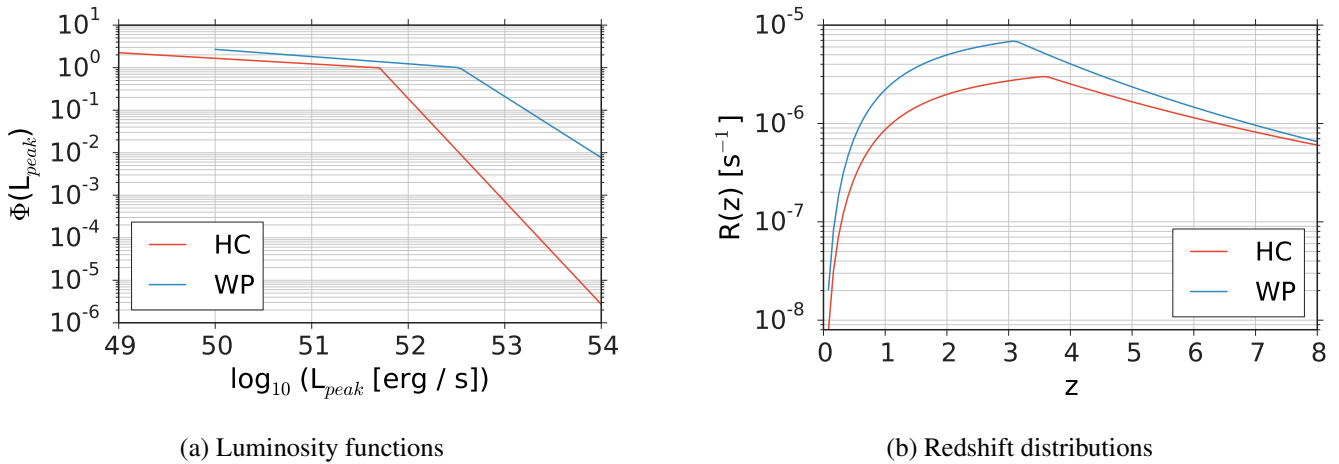 10^1
10^0
10^-1
10^-2
10^-3
10^-4
10^-5
10^-6
Φ(L_peak)
HC
WP
49 50 51 52 53 54
log_10 (L_peak [erg / s])
(a) Luminosity functions
10^-5
10^-6
10^-7
10^-8
R(z) [s^-1]
HC
WP
0 1 2 3 4 5 6 7 8
z
(b) Redshift distributions